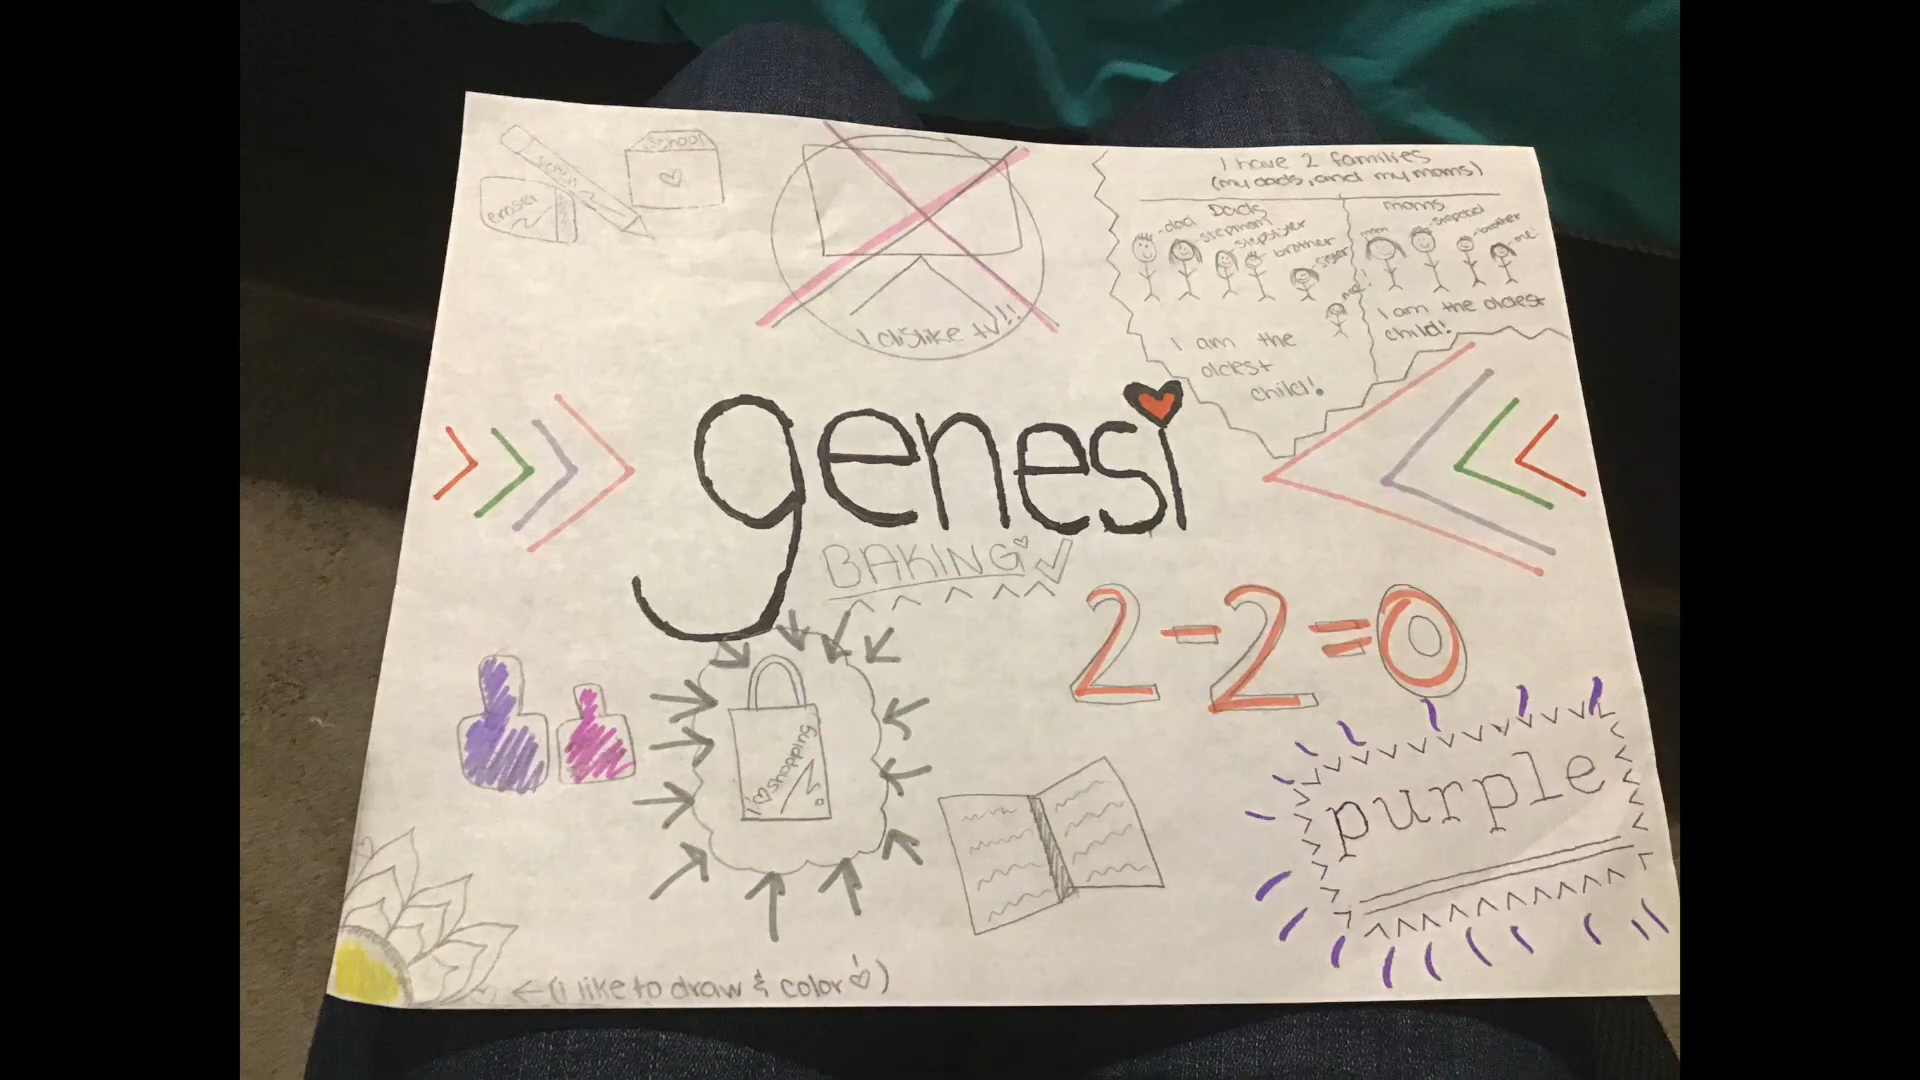 school
pencil
eraser
I dislike tv!!
I have 2 families
(my dads, and my moms)
Dads
dad
stepmom
stepsister
brother
sister
me!
I am the
oldest
child!
moms
mom
stepdad
brother
me!
I am the oldest
child!
genesi
BAKING
2-2=0
I ♡ shopping
purple
←(i like to draw & color)